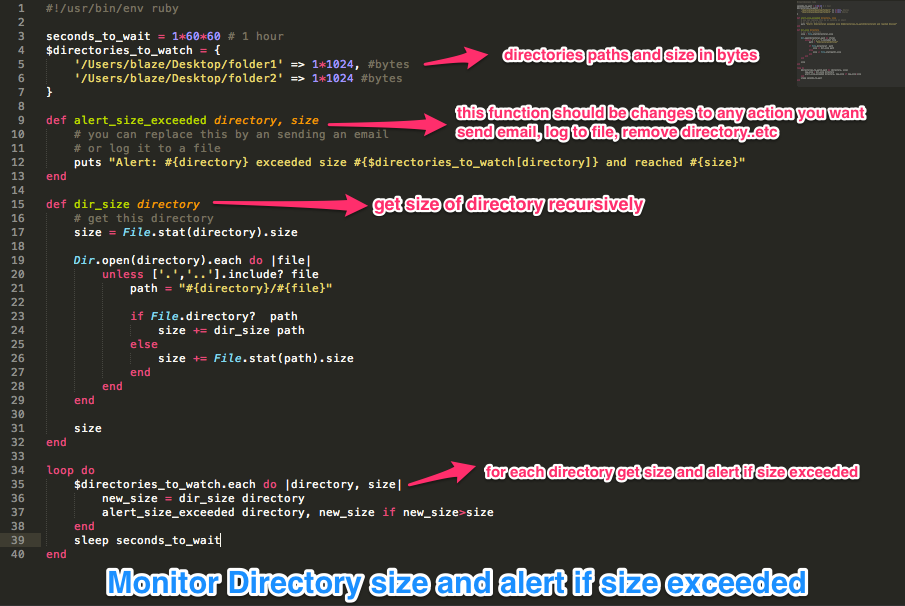 1 #!/usr/bin/env ruby
2
3 seconds_to_wait = 1*60*60 # 1 hour
4 $directories_to_watch = {
5     '/Users/blaze/Desktop/folder1' => 1*1024, #bytes
directories paths and size in bytes
6     '/Users/blaze/Desktop/folder2' => 1*1024 #bytes
7 }
8
9 def alert_size_exceeded directory, size
this function should be changes to any action you want
send email, log to file, remove directory..etc
10     # you can replace this by an sending an email
11     # or log it to a file
12     puts "Alert: #{directory} exceeded size #{$directories_to_watch[directory]} and reached #{size}"
13 end
14
15 def dir_size directory
get size of directory recursively
16     # get this directory
17     size = File.stat(directory).size
18
19     Dir.open(directory).each do |file|
20         unless ['.','..'].include? file
21             path = "#{directory}/#{file}"
22
23             if File.directory?  path
24                 size += dir_size path
25             else
26                 size += File.stat(path).size
27             end
28         end
29     end
30
31     size
32 end
33
34 loop do
35     $directories_to_watch.each do |directory, size|
for each directory get size and alert if size exceeded
36         new_size = dir_size directory
37         alert_size_exceeded directory, new_size if new_size>size
38     end
39     sleep seconds_to_wait
40 end
Monitor Directory size and alert if size exceeded